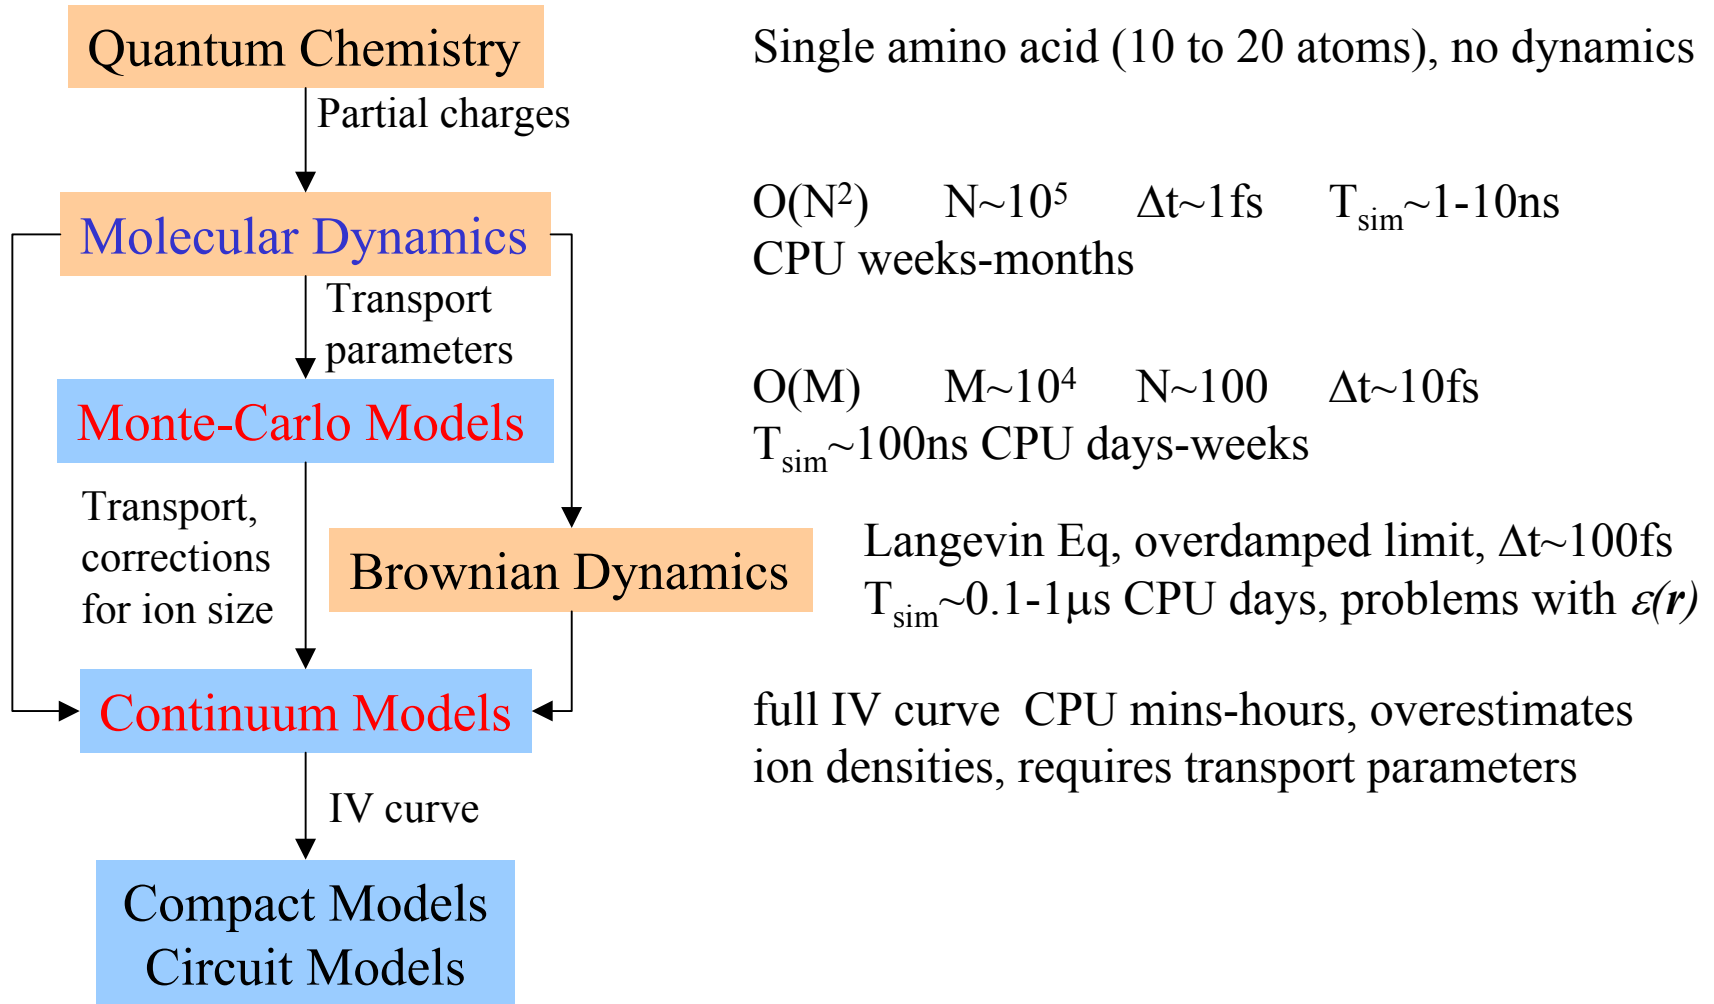 Quantum Chemistry
Single amino acid (10 to 20 atoms), no dynamics
Partial charges
Molecular Dynamics
O(N²) N~10⁵ Δt~1fs T_sim~1-10ns
CPU weeks-months
Transport
parameters
Monte-Carlo Models
O(M) M~10⁴ N~100 Δt~10fs
T_sim~100ns CPU days-weeks
Transport,
corrections
for ion size
Brownian Dynamics
Langevin Eq, overdamped limit, Δt~100fs
T_sim~0.1-1μs CPU days, problems with ε(r)
Continuum Models
full IV curve CPU mins-hours, overestimates
ion densities, requires transport parameters
IV curve
Compact Models
Circuit Models